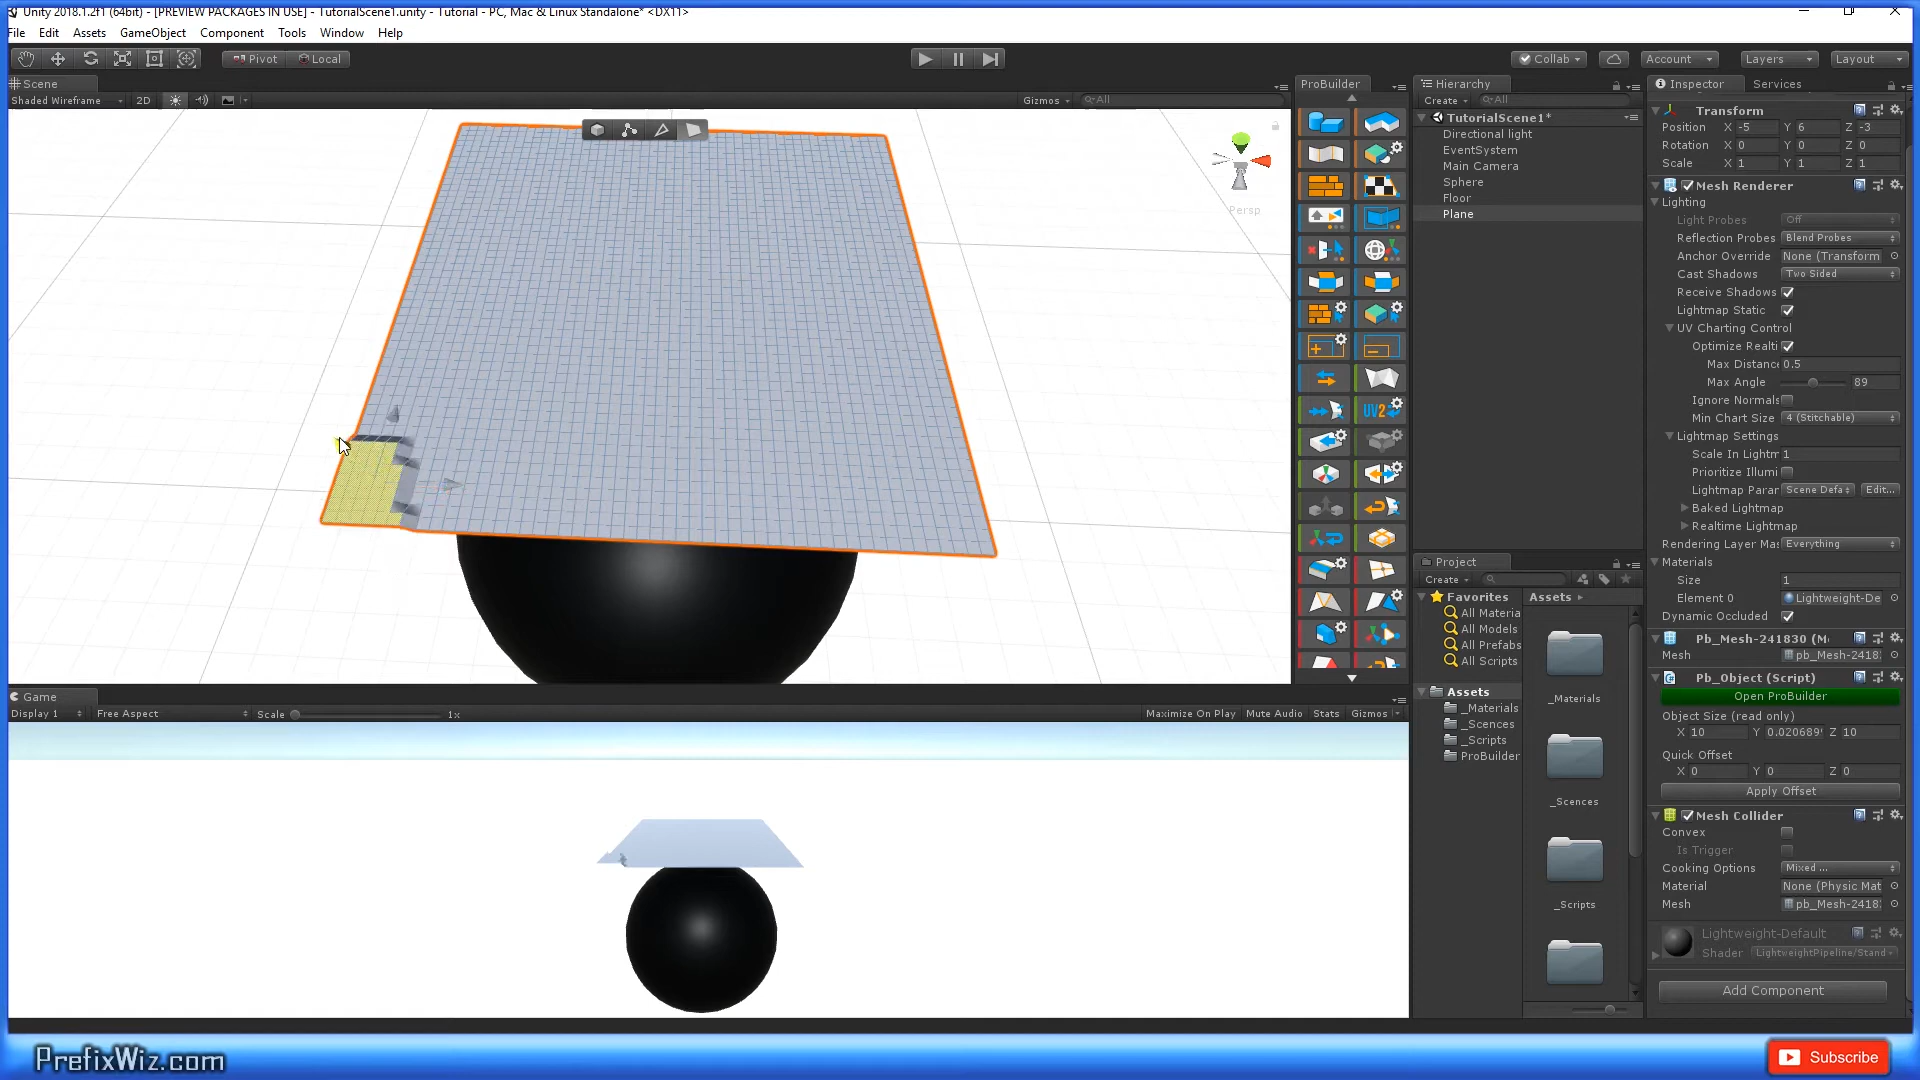 Unity 2018.1.2f1 (64bit) - [PREVIEW PACKAGES IN USE] - TutorialScene1.unity - Tutorial - PC, Mac & Linux Standalone* <DX11>
File Edit Assets GameObject Component Tools Window Help
Pivot Local Collab Account Layers Layout
Scene
Shaded Wireframe 2D Gizmos All
Persp
ProBuilder
UV2
Hierarchy
Create All
TutorialScene1*
Directional light
EventSystem
Main Camera
Sphere
Floor
Plane
Inspector Services
Transform
Position X -5 Y 6 Z -3
Rotation X 0 Y 0 Z 0
Scale X 1 Y 1 Z 1
Mesh Renderer
Lighting
Light Probes Off
Reflection Probes Blend Probes
Anchor Override None (Transform
Cast Shadows Two Sided
Receive Shadows
Lightmap Static
UV Charting Control
Optimize Realti
Max Distanc 0.5
Max Angle 89
Ignore Normals
Min Chart Size 4 (Stitchable)
Lightmap Settings
Scale In Lightm 1
Prioritize Illumi
Lightmap Parar Scene Defa Edit...
Baked Lightmap
Realtime Lightmap
Rendering Layer Mas Everything
Materials
Size 1
Element 0 Lightweight-De
Dynamic Occluded
Pb_Mesh-241830 (M
Mesh pb_Mesh-2418
Pb_Object (Script)
Open ProBuilder
Object Size (read only)
X 10 Y 0.020689 Z 10
Quick Offset
X 0 Y 0 Z 0
Apply Offset
Mesh Collider
Convex
Is Trigger
Cooking Options Mixed ...
Material None (Physic Mat
Mesh pb_Mesh-2418
Lightweight-Default
Shader LightweightPipeline/Stand
Add Component
Project
Create
Favorites
All Materia
All Models
All Prefabs
All Scripts
Assets
_Materials
_Scences
_Scripts
ProBuilder
Assets
_Materials
_Scences
_Scripts
Game
Display 1 Free Aspect Scale 1x Maximize On Play Mute Audio Stats Gizmos
PrefixWiz.com
Subscribe